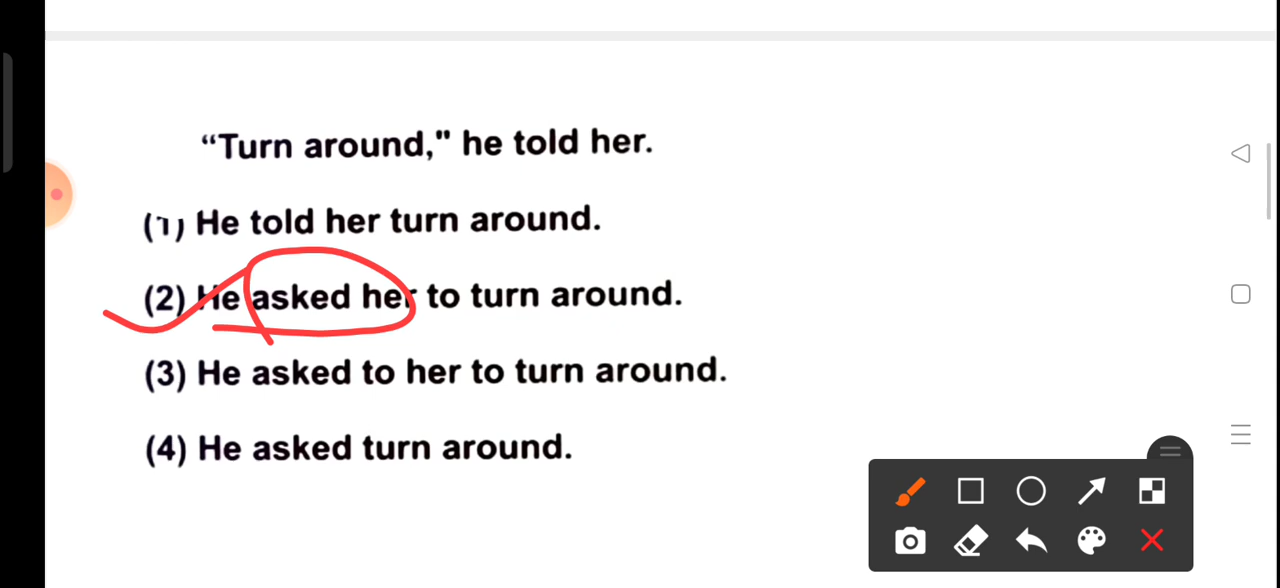 “Turn around," he told her.
(1) He told her turn around.
(2) He asked her to turn around.
(3) He asked to her to turn around.
(4) He asked turn around.